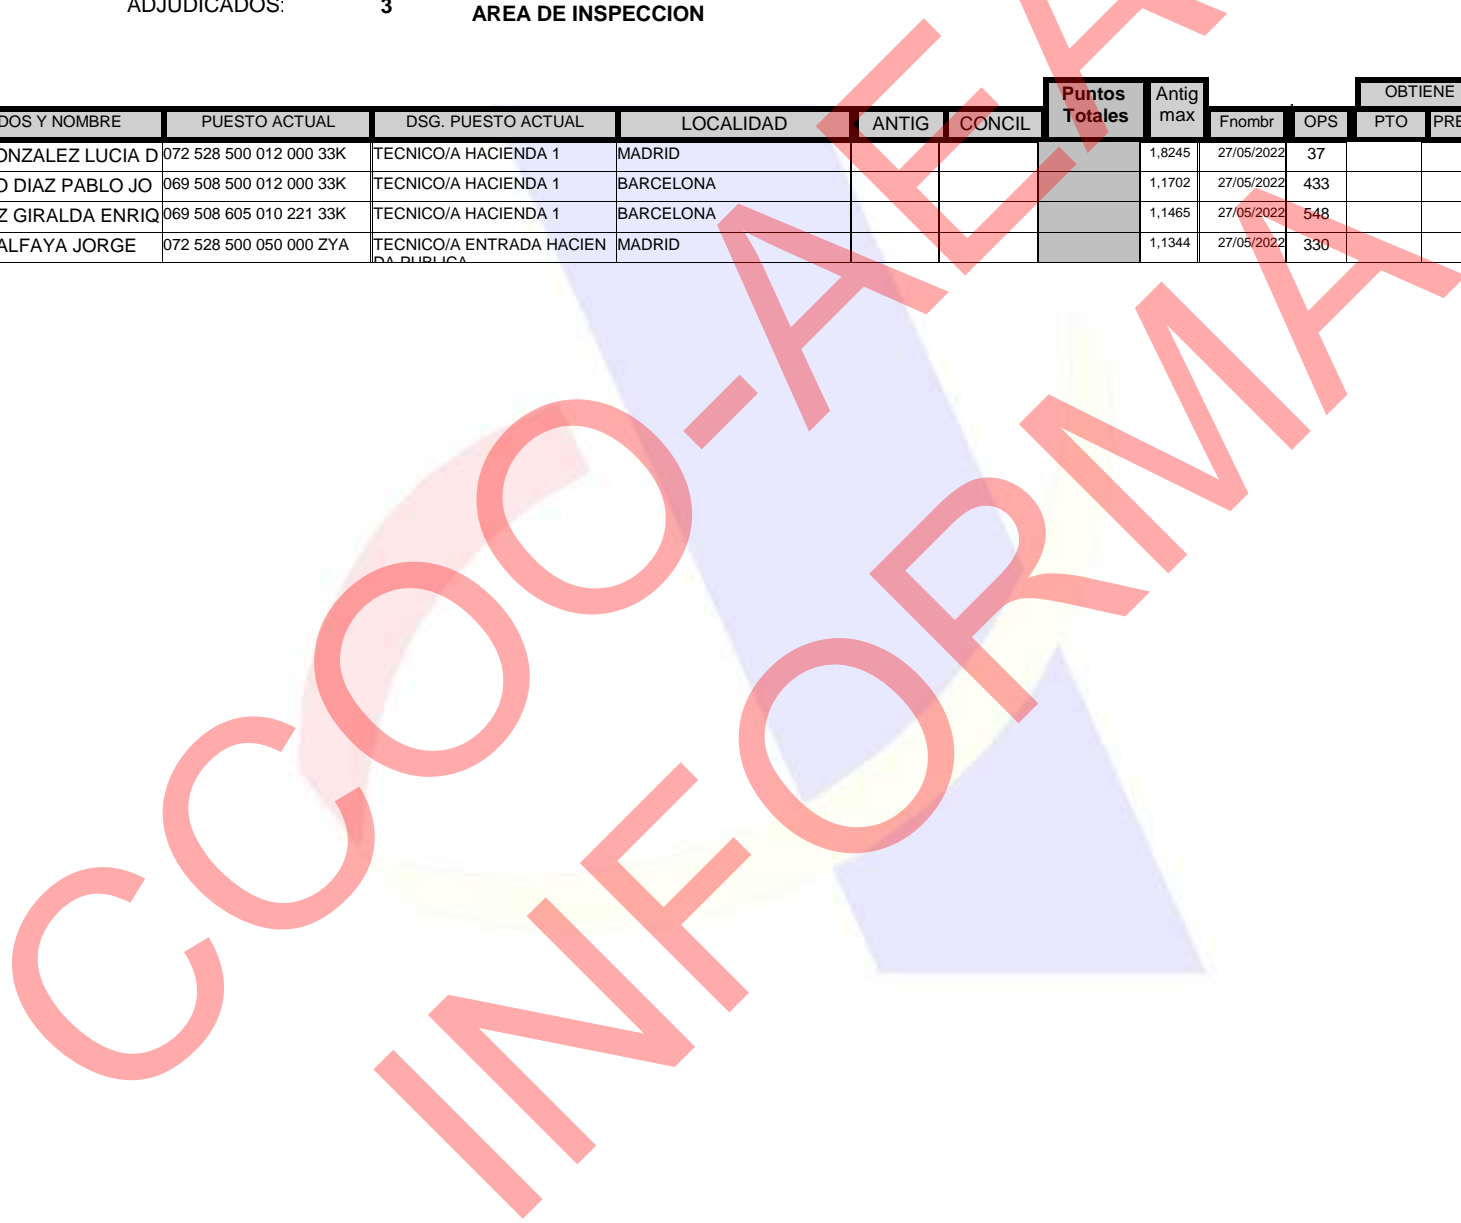 ADJUDICADOS: 3 AREA DE INSPECCION
Puntos Totales Antig max OBTIENE
DOS Y NOMBRE PUESTO ACTUAL DSG. PUESTO ACTUAL LOCALIDAD ANTIG CONCIL Fnombr OPS PTO PRE
ONZALEZ LUCIA D 072 528 500 012 000 33K TECNICO/A HACIENDA 1 MADRID 1,8245 27/05/2022 37
O DIAZ PABLO JO 069 508 500 012 000 33K TECNICO/A HACIENDA 1 BARCELONA 1,1702 27/05/2022 433
Z GIRALDA ENRIQ 069 508 605 010 221 33K TECNICO/A HACIENDA 1 BARCELONA 1,1465 27/05/2022 548
ALFAYA JORGE 072 528 500 050 000 ZYA TECNICO/A ENTRADA HACIEN MADRID 1,1344 27/05/2022 330
DA PUBLICA
CCOO-AEA
INFORMA